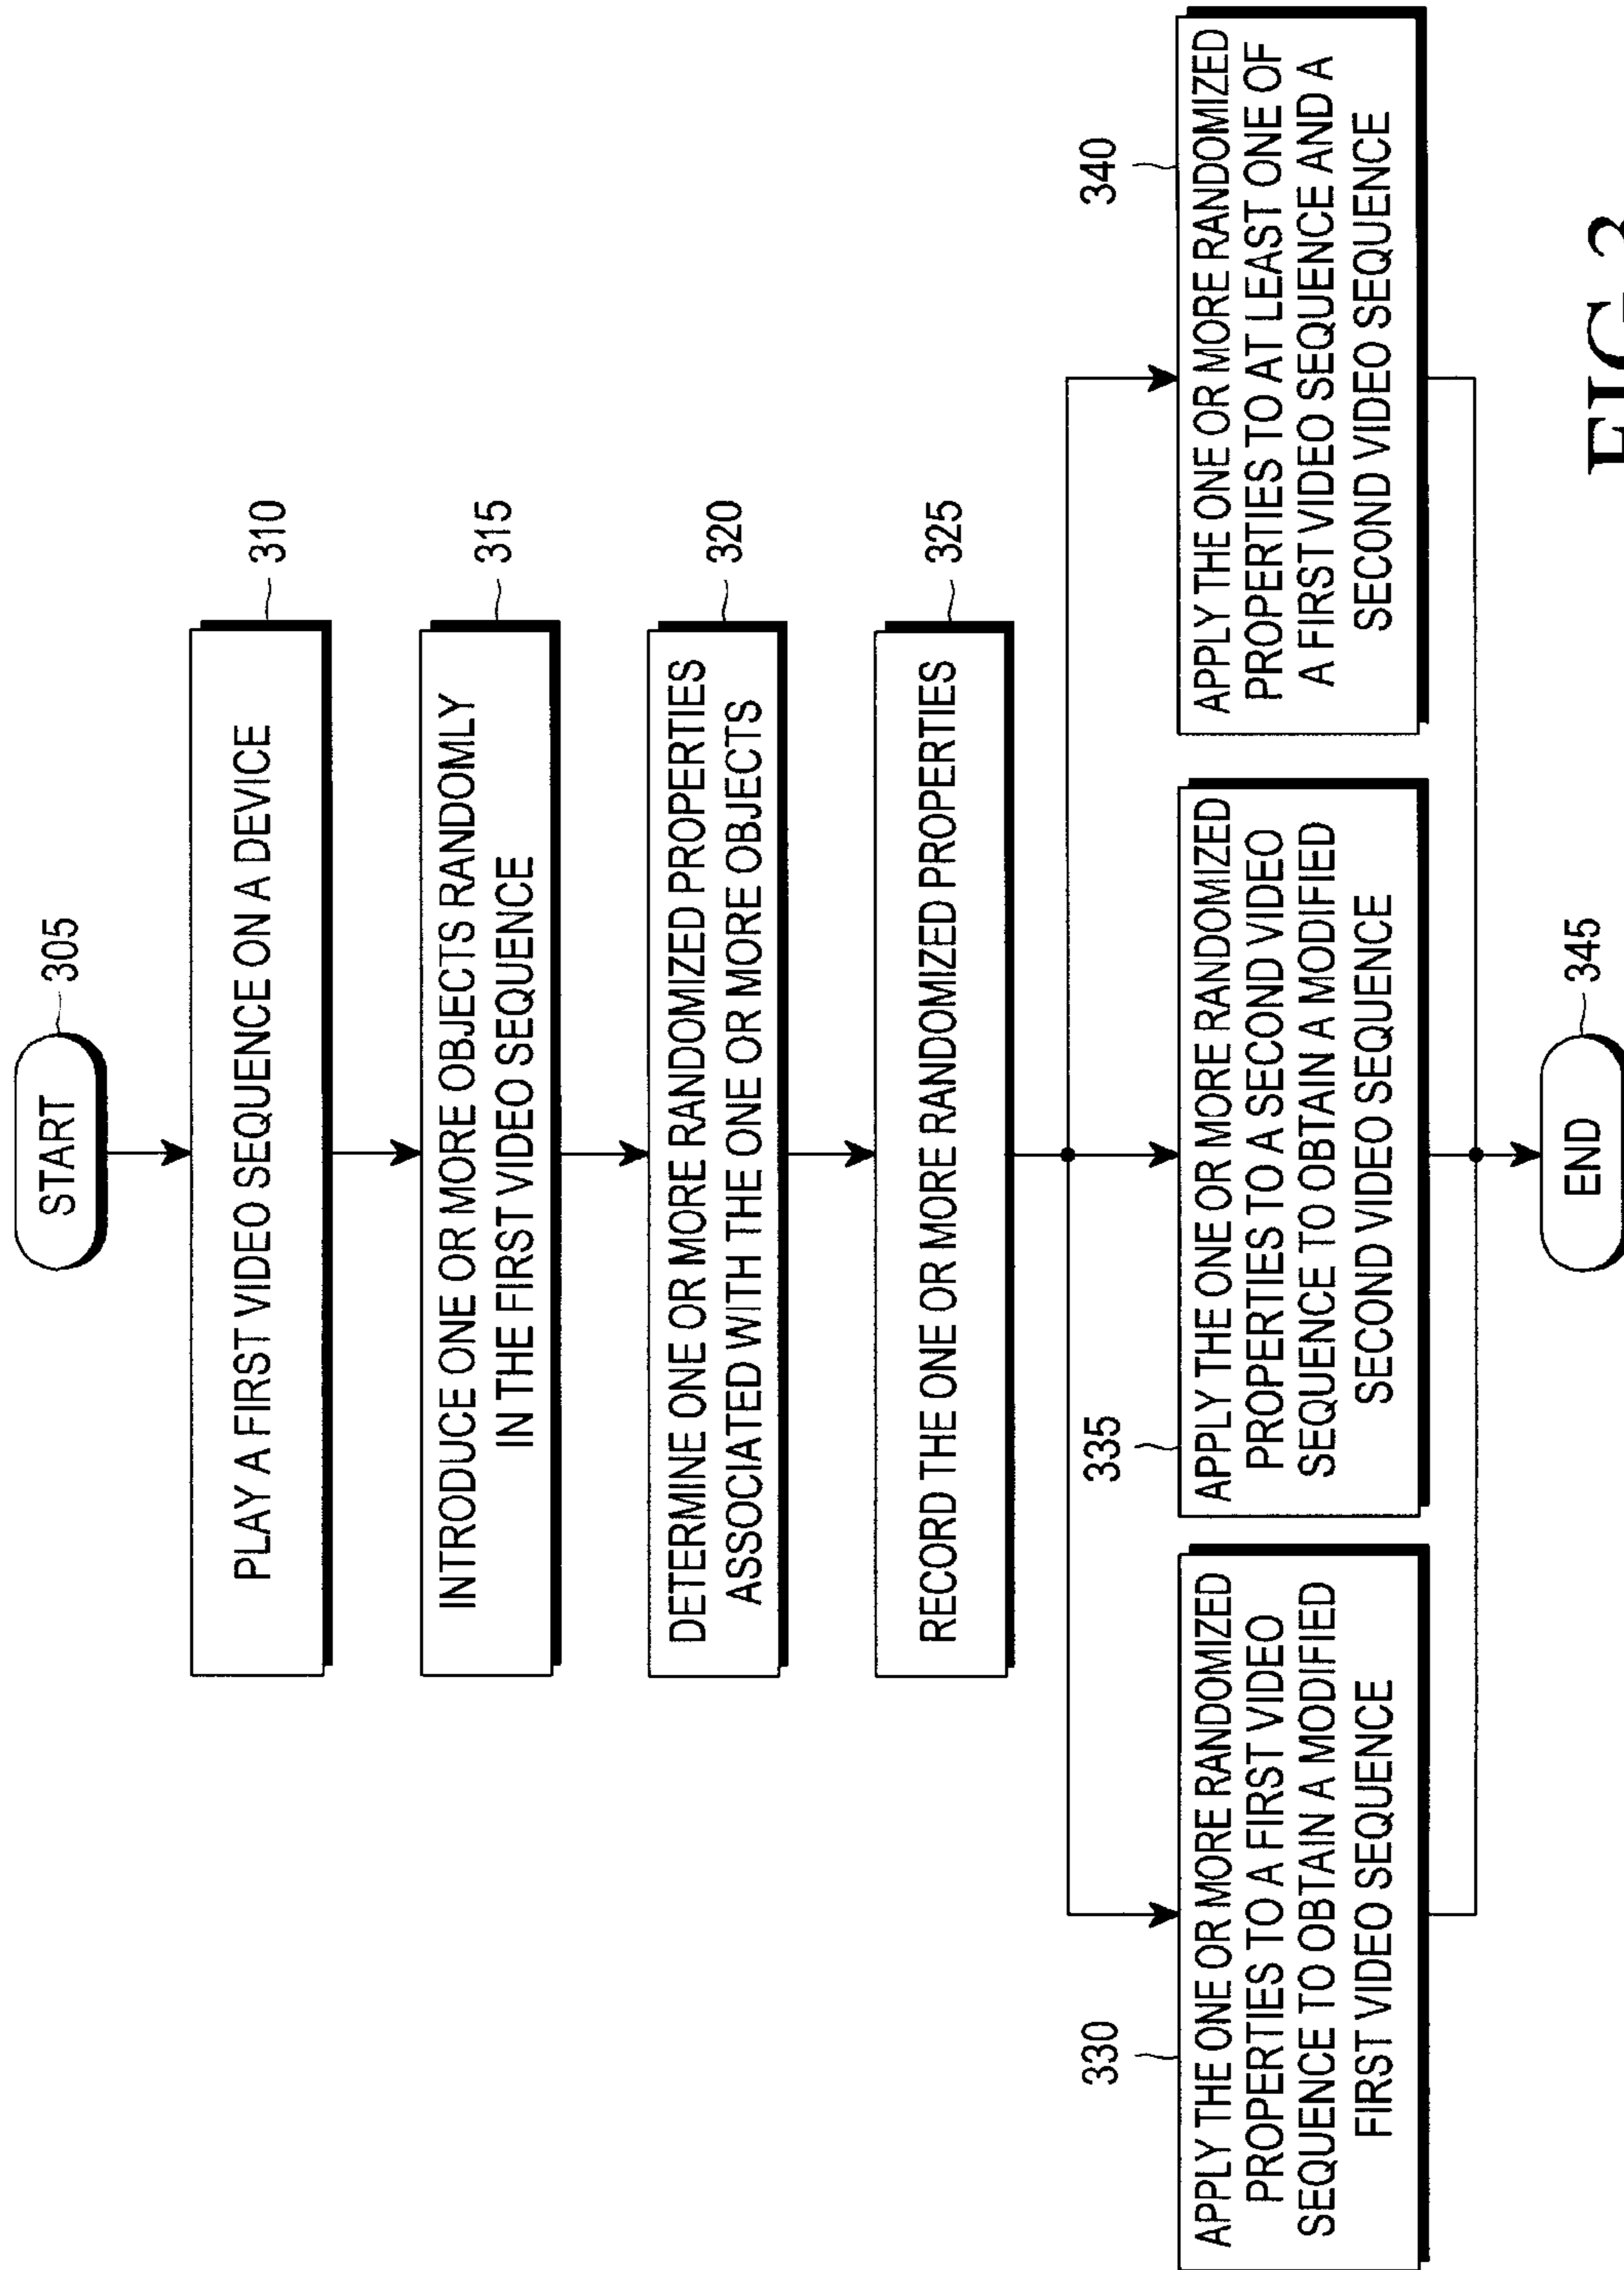 START
305
PLAY A FIRST VIDEO SEQUENCE ON A DEVICE
310
INTRODUCE ONE OR MORE OBJECTS RANDOMLY
IN THE FIRST VIDEO SEQUENCE
315
DETERMINE ONE OR MORE RANDOMIZED PROPERTIES
ASSOCIATED WITH THE ONE OR MORE OBJECTS
320
RECORD THE ONE OR MORE RANDOMIZED PROPERTIES
325
330
APPLY THE ONE OR MORE RANDOMIZED
PROPERTIES TO A FIRST VIDEO
SEQUENCE TO OBTAIN A MODIFIED
FIRST VIDEO SEQUENCE
335
APPLY THE ONE OR MORE RANDOMIZED
PROPERTIES TO A SECOND VIDEO
SEQUENCE TO OBTAIN A MODIFIED
SECOND VIDEO SEQUENCE
340
APPLY THE ONE OR MORE RANDOMIZED
PROPERTIES TO AT LEAST ONE OF
A FIRST VIDEO SEQUENCE AND A
SECOND VIDEO SEQUENCE
END
345
FIG.3